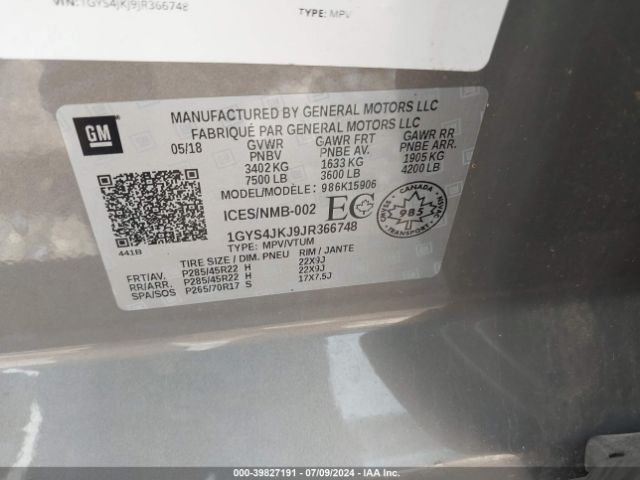 VIN:1GYS4JKJ9JR366748
TYPE: MPV
GM
MANUFACTURED BY GENERAL MOTORS LLC
FABRIQUÉ PAR GENERAL MOTORS LLC
05/18 GVWR GAWR FRT GAWR RR
PNBV PNBE AV. PNBE ARR.
3402 KG 1633 KG 1905 KG
7500 LB 3600 LB 4200 LB
MODEL/MODÈLE: 986K15906
ICES/NMB-002 EC
CANADA
985
NVAC
CNVSC
1GYS4JKJ9JR366748
TYPE: MPV/VTUM
441B
TIRE SIZE / DIM. PNEU RIM / JANTE
FRT/AV. P285/45R22 H 22X9J
RR/ARR. P285/45R22 H 22X9J
SPA/SOS P265/70R17 S 17X7.5J
000-39827191 - 07/09/2024 - IAA Inc.